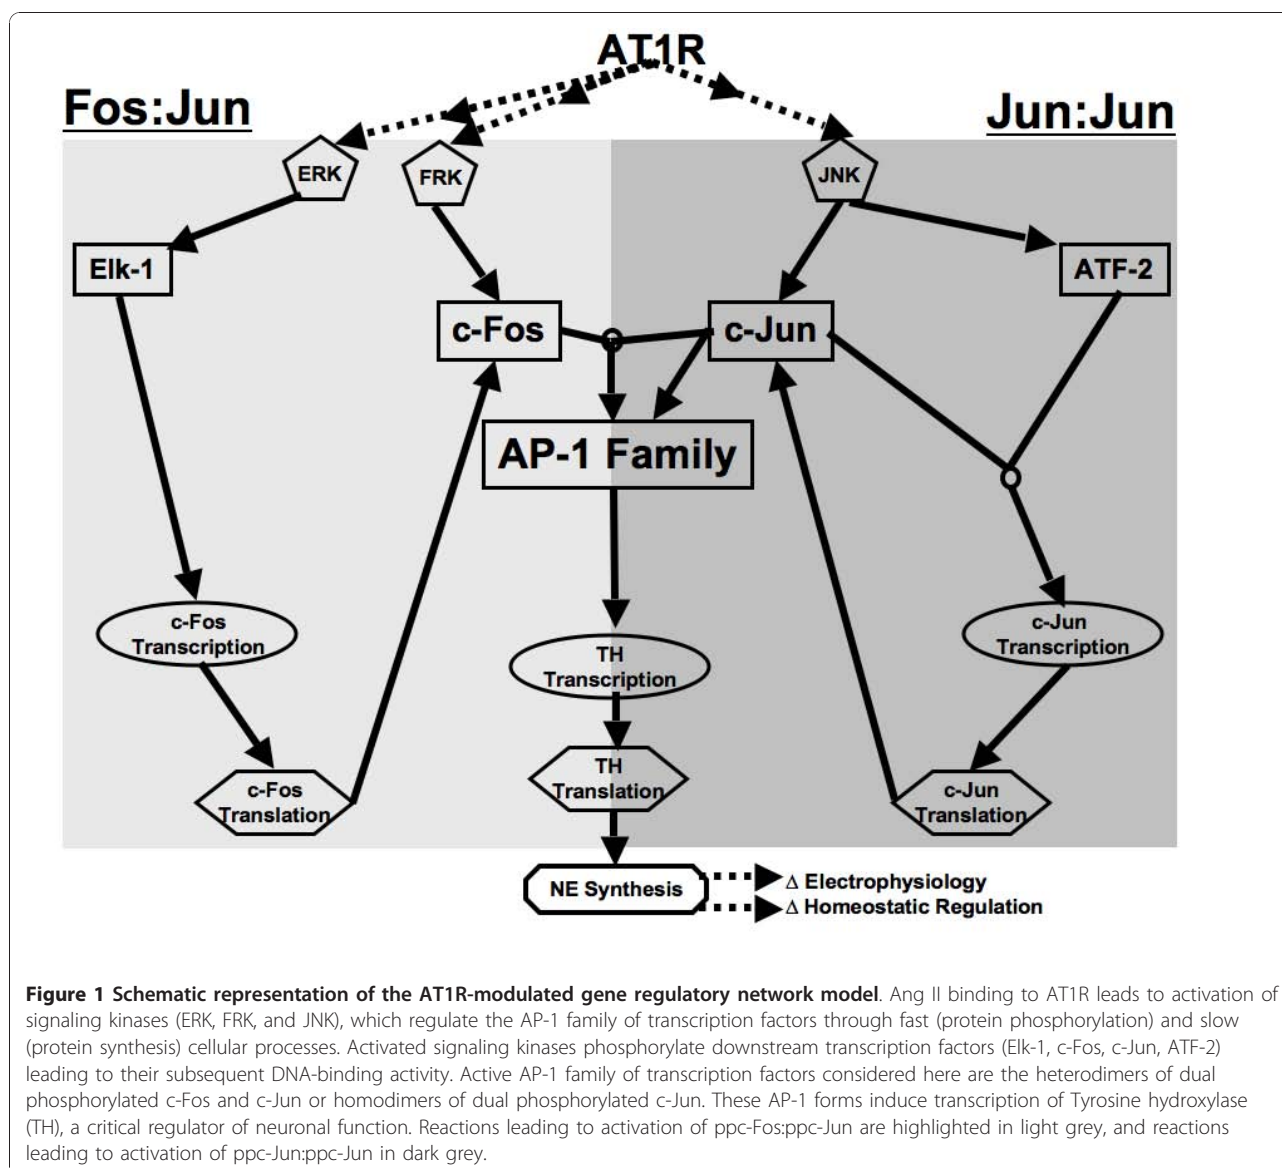 AT1R
Fos:Jun
Jun:Jun
ERK
FRK
JNK
Elk-1
ATF-2
c-Fos
c-Jun
AP-1 Family
c-Fos
Transcription
TH
Transcription
c-Jun
Transcription
c-Fos
Translation
TH
Translation
c-Jun
Translation
NE Synthesis
Δ Electrophysiology
Δ Homeostatic Regulation
Figure 1 Schematic representation of the AT1R-modulated gene regulatory network model. Ang II binding to AT1R leads to activation of
signaling kinases (ERK, FRK, and JNK), which regulate the AP-1 family of transcription factors through fast (protein phosphorylation) and slow
(protein synthesis) cellular processes. Activated signaling kinases phosphorylate downstream transcription factors (Elk-1, c-Fos, c-Jun, ATF-2)
leading to their subsequent DNA-binding activity. Active AP-1 family of transcription factors considered here are the heterodimers of dual
phosphorylated c-Fos and c-Jun or homodimers of dual phosphorylated c-Jun. These AP-1 forms induce transcription of Tyrosine hydroxylase
(TH), a critical regulator of neuronal function. Reactions leading to activation of ppc-Fos:ppc-Jun are highlighted in light grey, and reactions
leading to activation of ppc-Jun:ppc-Jun in dark grey.